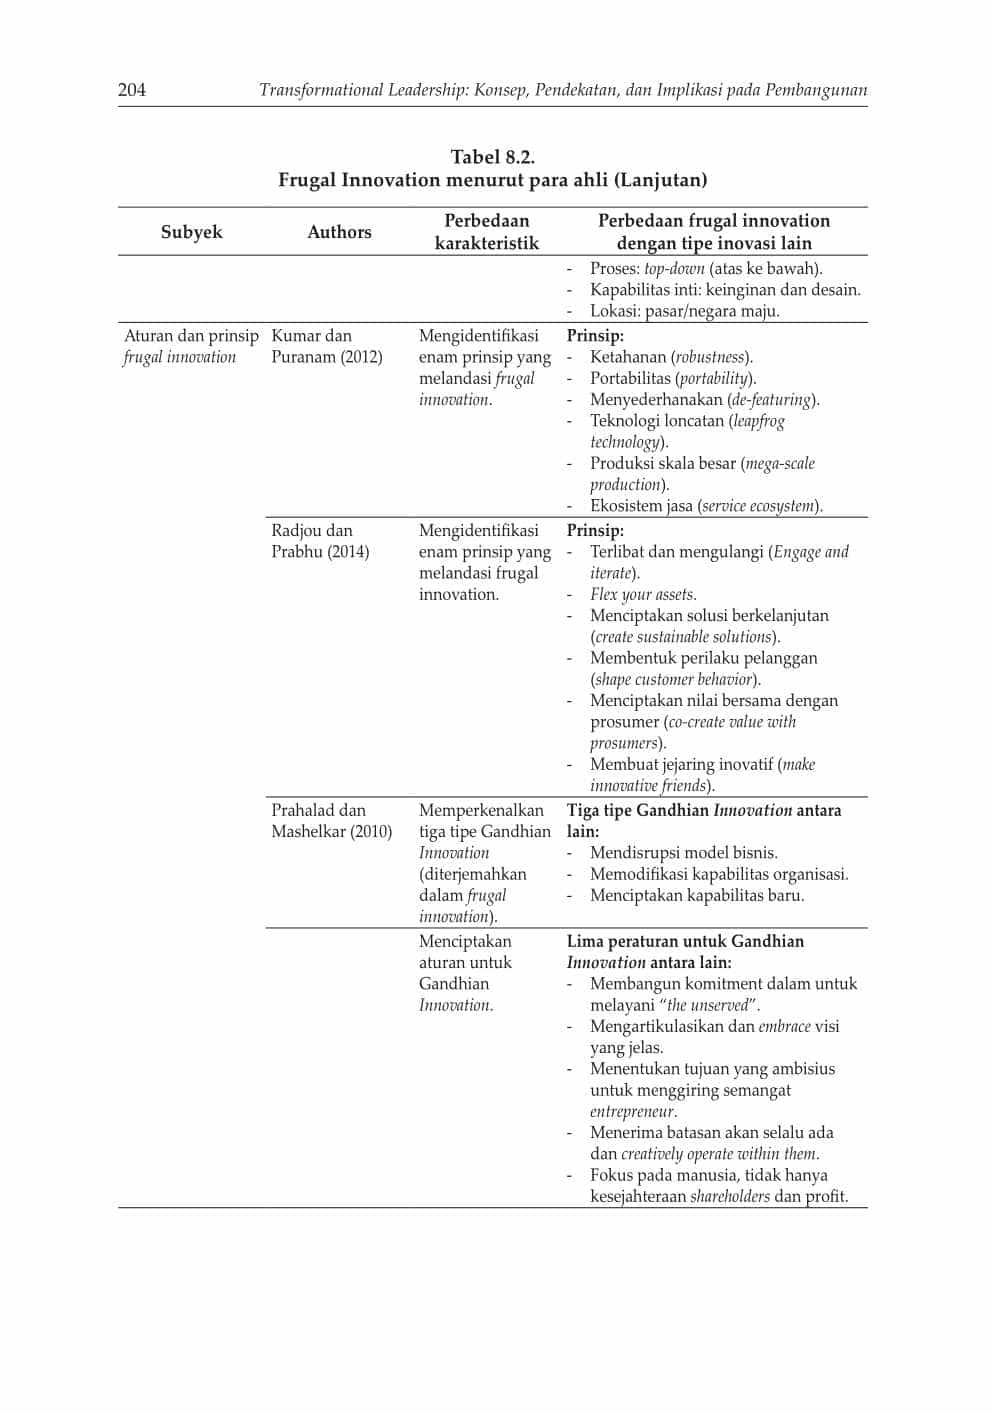 204
Transformational Leadership: Konsep, Pendekatan, dan Implikasi pada Pembangunan
Tabel 8.2.
Frugal Innovation menurut para ahli (Lanjutan)
Subyek
Authors
Perbedaan
karakteristik
Perbedaan frugal innovation
dengan tipe inovasi lain
- Proses: top-down (atas ke bawah).
- Kapabilitas inti: keinginan dan desain.
- Lokasi: pasar/negara maju.
Aturan dan prinsip
frugal innovation
Kumar dan
Puranam (2012)
Mengidentifikasi
enam prinsip yang
melandasi frugal
innovation.
Prinsip:
- Ketahanan (robustness).
- Portabilitas (portability).
- Menyederhanakan (de-featuring).
- Teknologi loncatan (leapfrog
technology).
- Produksi skala besar (mega-scale
production).
- Ekosistem jasa (service ecosystem).
Radjou dan
Prabhu (2014)
Mengidentifikasi
enam prinsip yang
melandasi frugal
innovation.
Prinsip:
- Terlibat dan mengulangi (Engage and
iterate).
- Flex your assets.
- Menciptakan solusi berkelanjutan
(create sustainable solutions).
- Membentuk perilaku pelanggan
(shape customer behavior).
- Menciptakan nilai bersama dengan
prosumer (co-create value with
prosumers).
- Membuat jejaring inovatif (make
innovative friends).
Prahalad dan
Mashelkar (2010)
Memperkenalkan
tiga tipe Gandhian
Innovation
(diterjemahkan
dalam frugal
innovation).
Tiga tipe Gandhian Innovation antara
lain:
- Mendisrupsi model bisnis.
- Memodifikasi kapabilitas organisasi.
- Menciptakan kapabilitas baru.
Menciptakan
aturan untuk
Gandhian
Innovation.
Lima peraturan untuk Gandhian
Innovation antara lain:
- Membangun komitment dalam untuk
melayani “the unserved”.
- Mengartikulasikan dan embrace visi
yang jelas.
- Menentukan tujuan yang ambisius
untuk menggiring semangat
entrepreneur.
- Menerima batasan akan selalu ada
dan creatively operate within them.
- Fokus pada manusia, tidak hanya
kesejahteraan shareholders dan profit.